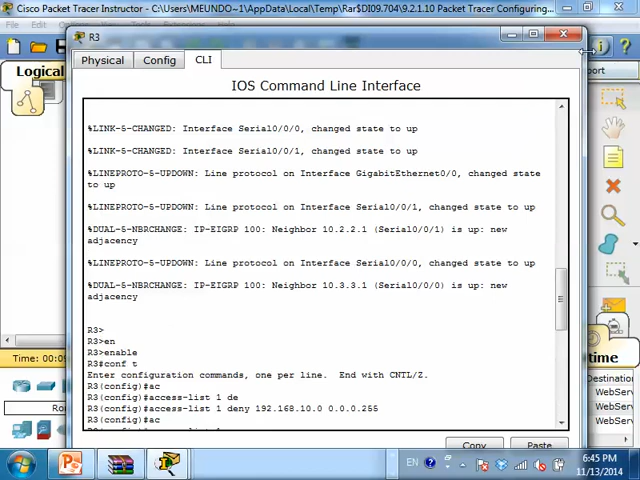 Cisco Packet Tracer Instructor - C:\Users\MEUNDO~1\AppData\Local\Temp\Rar$DI09.704\9.2.1.10 Packet Tracer Configuring...
R3
Logical
Physical
Config
CLI
port
IOS Command Line Interface
%LINK-5-CHANGED: Interface Serial0/0/0, changed state to up
%LINK-5-CHANGED: Interface Serial0/0/1, changed state to up
%LINEPROTO-5-UPDOWN: Line protocol on Interface GigabitEthernet0/0, changed state
to up
%LINEPROTO-5-UPDOWN: Line protocol on Interface Serial0/0/1, changed state to up
%DUAL-5-NBRCHANGE: IP-EIGRP 100: Neighbor 10.2.2.1 (Serial0/0/1) is up: new
adjacency
%LINEPROTO-5-UPDOWN: Line protocol on Interface Serial0/0/0, changed state to up
%DUAL-5-NBRCHANGE: IP-EIGRP 100: Neighbor 10.3.3.1 (Serial0/0/0) is up: new
adjacency
R3>
R3>en
R3>enable
R3#conf t
Enter configuration commands, one per line. End with CNTL/Z.
R3(config)#ac
R3(config)#access-list 1 de
R3(config)#access-list 1 deny 192.168.10.0 0.0.0.255
R3(config)#ac
Time: 00:0
time
Destination
WebServ
WebServ
WebServ
Ro
Copy
Paste
EN
6:45 PM
11/13/2014